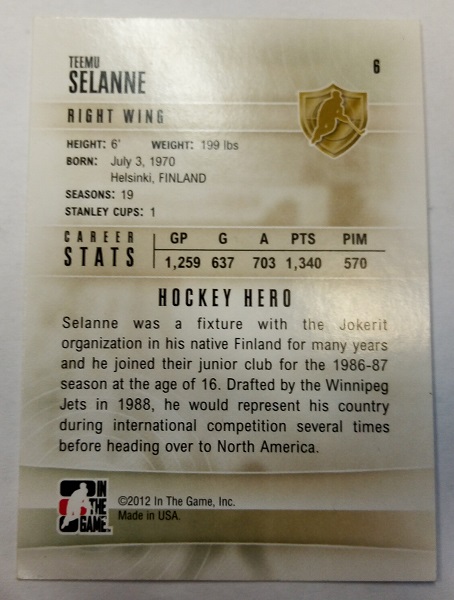 TEEMU
SELANNE
6
RIGHT WING
HEIGHT: 6' WEIGHT: 199 lbs
BORN: July 3, 1970
Helsinki, FINLAND
SEASONS: 19
STANLEY CUPS: 1
CAREER
STATS
GP G A PTS PIM
1,259 637 703 1,340 570
HOCKEY HERO
Selanne was a fixture with the Jokerit
organization in his native Finland for many years
and he joined their junior club for the 1986-87
season at the age of 16. Drafted by the Winnipeg
Jets in 1988, he would represent his country
during international competition several times
before heading over to North America.
IN
THE
GAME
©2012 In The Game, Inc.
Made in USA.